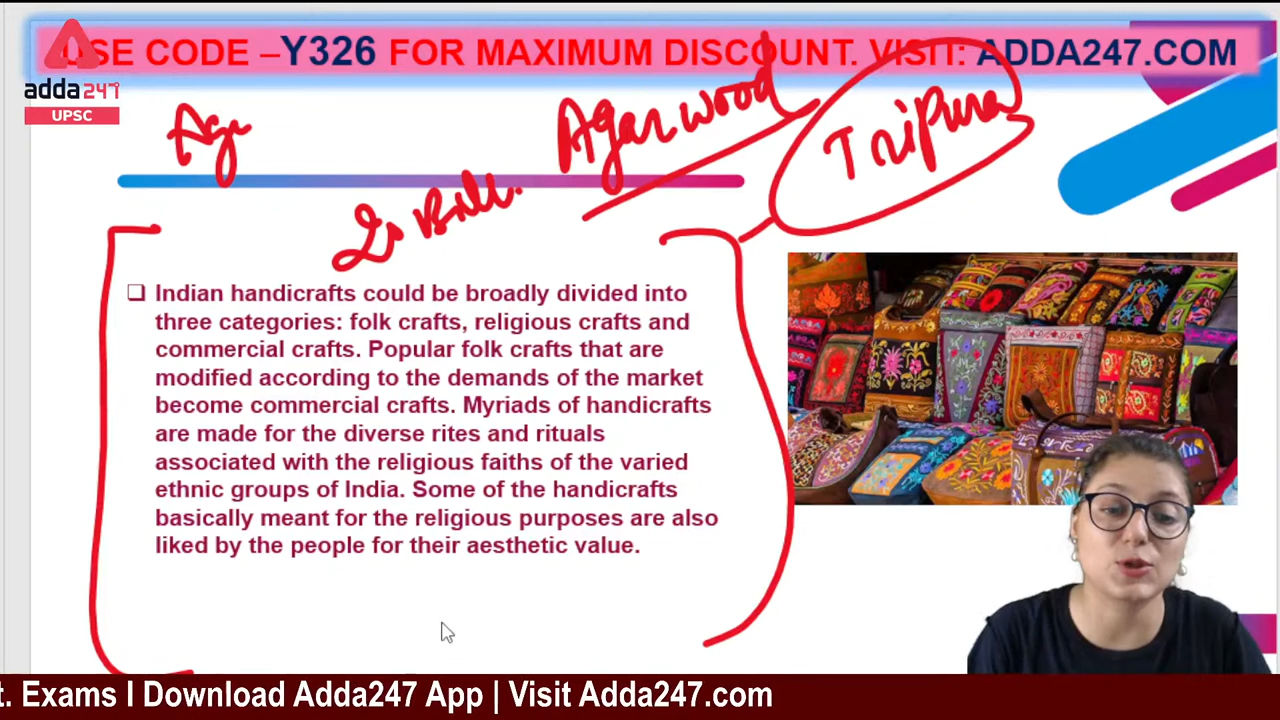 USE CODE –Y326 FOR MAXIMUM DISCOUNT. VISIT: ADDA247.COM
adda247
UPSC
Aga
Agarwood
Tripura
❑ Indian handicrafts could be broadly divided into
three categories: folk crafts, religious crafts and
commercial crafts. Popular folk crafts that are
modified according to the demands of the market
become commercial crafts. Myriads of handicrafts
are made for the diverse rites and rituals
associated with the religious faiths of the varied
ethnic groups of India. Some of the handicrafts
basically meant for the religious purposes are also
liked by the people for their aesthetic value.
t. Exams I Download Adda247 App | Visit Adda247.com